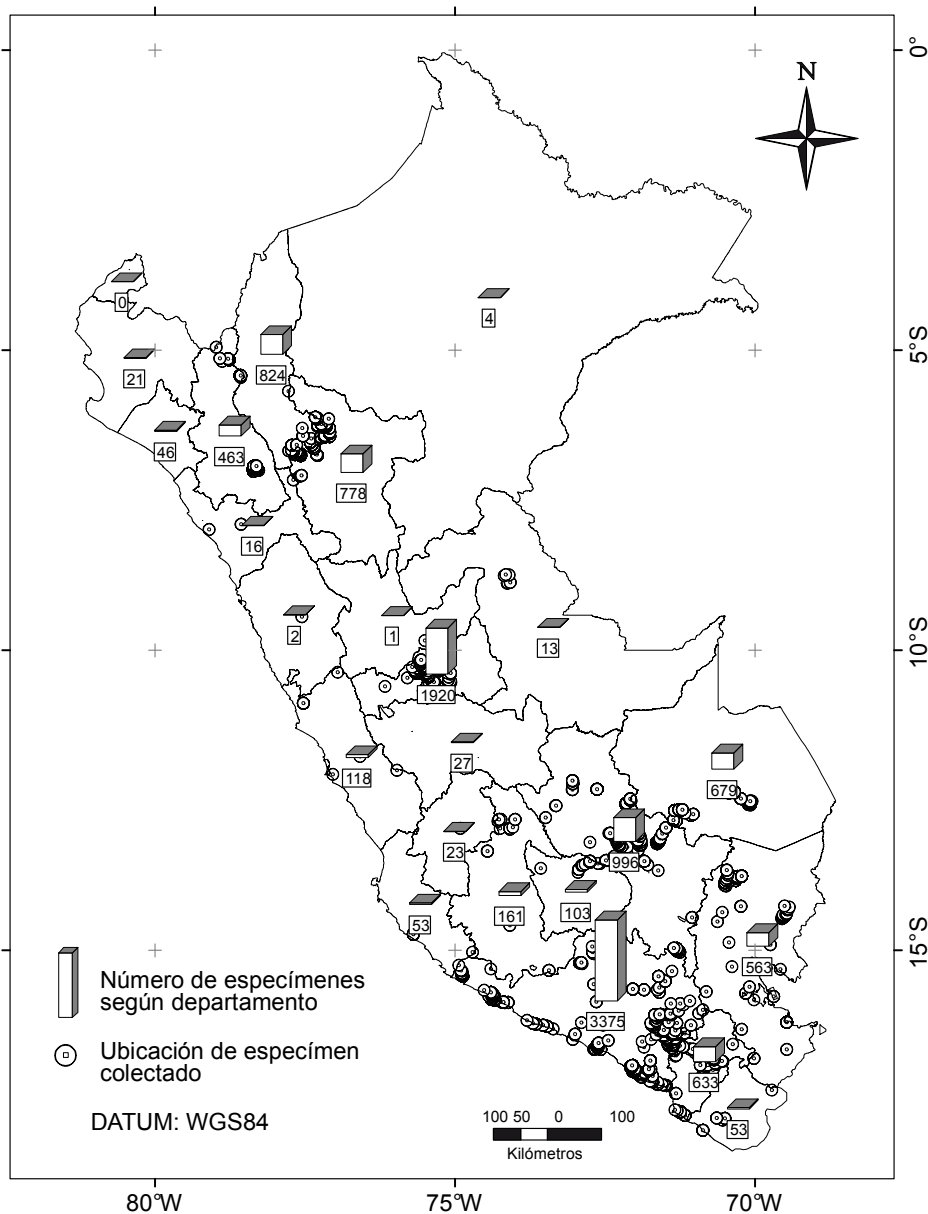 0°
N
0
4
5°S
21
824
46
463
778
16
2
1
13
10°S
1920
118
27
679
23
996
53
161
103
15°S
563
3375
633
53
Número de especímenes
según departamento
Ubicación de especímen
colectado
DATUM: WGS84
100 50 0 100
Kilómetros
80°W
75°W
70°W